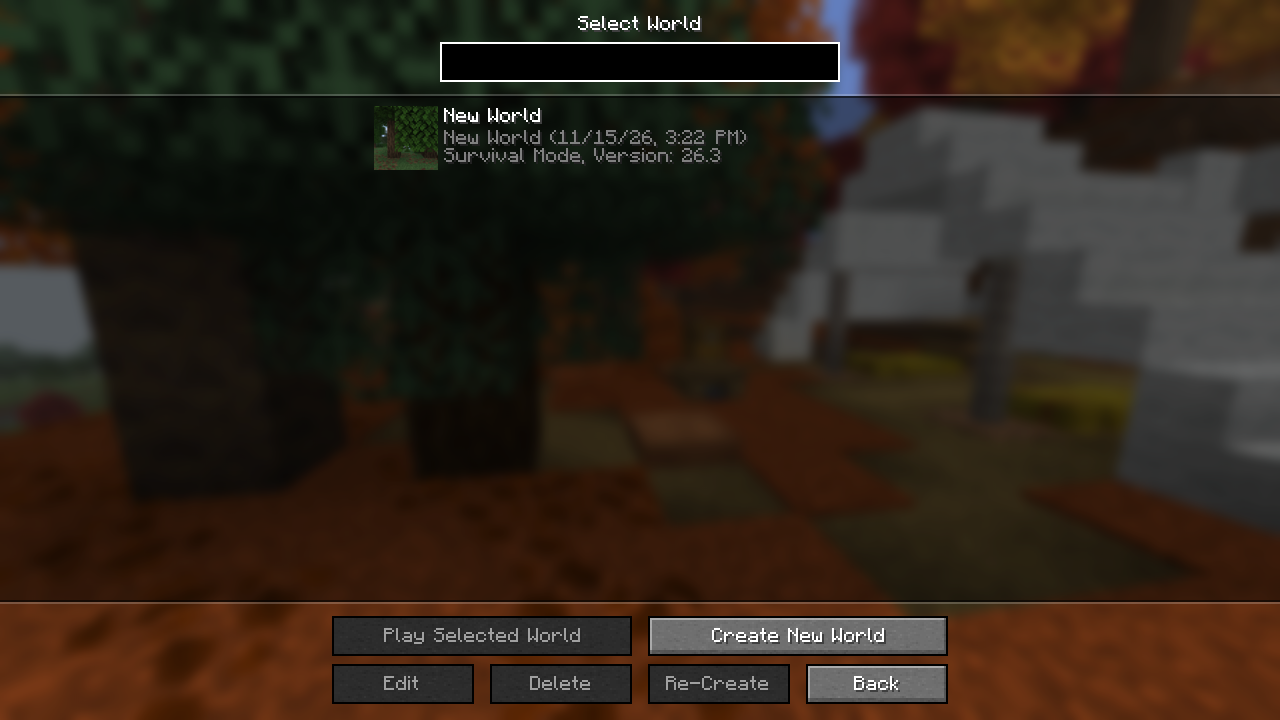 Select World
New World
New World (11/15/26, 3:22 PM)
Survival Mode, Version: 26.3
Play Selected World
Create New World
Edit
Delete
Re-Create
Back